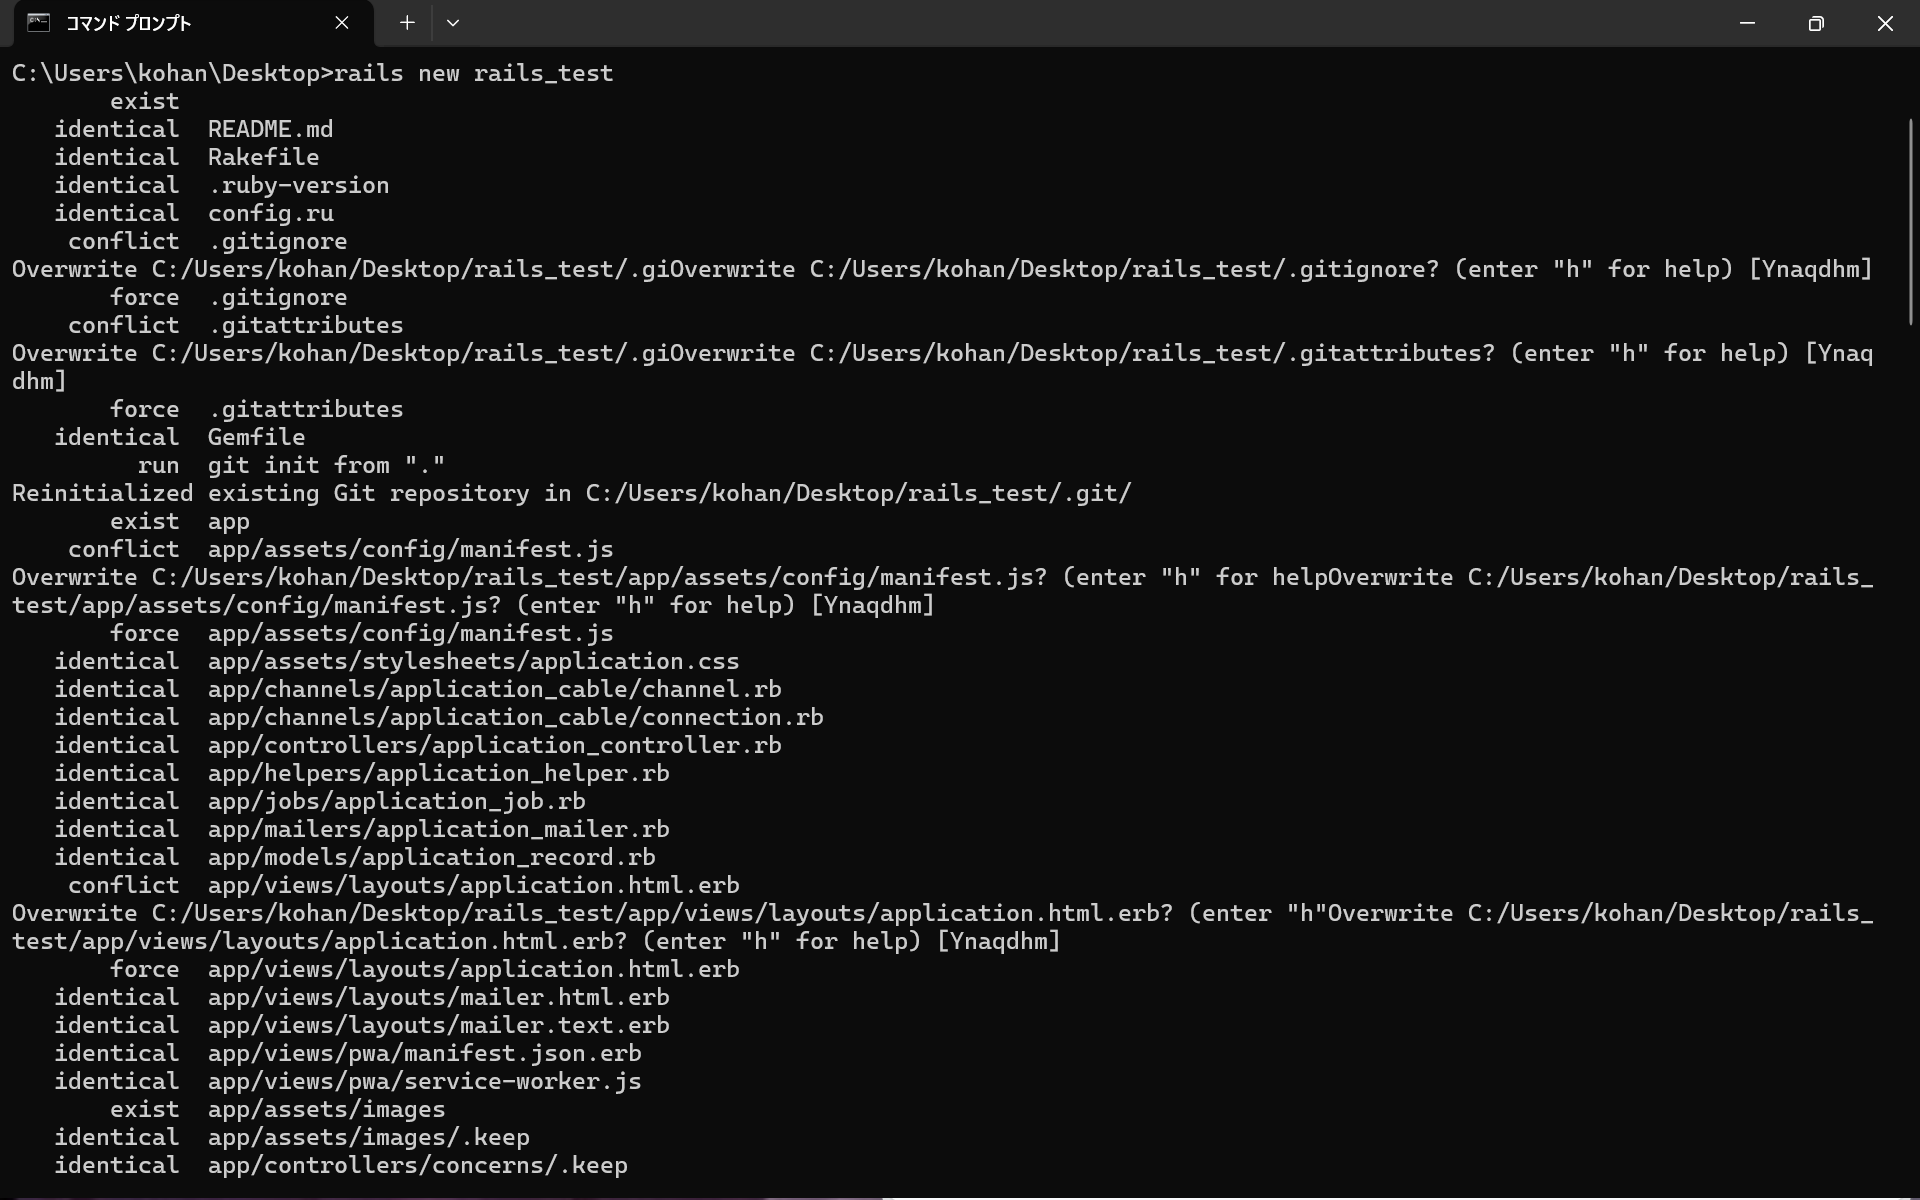 コマンド プロンプト
C:\Users\kohan\Desktop>rails new rails_test
exist
identical  README.md
identical  Rakefile
identical  .ruby-version
identical  config.ru
conflict  .gitignore
Overwrite C:/Users/kohan/Desktop/rails_test/.giOverwrite C:/Users/kohan/Desktop/rails_test/.gitignore? (enter "h" for help) [Ynaqdhm]
force  .gitignore
conflict  .gitattributes
Overwrite C:/Users/kohan/Desktop/rails_test/.giOverwrite C:/Users/kohan/Desktop/rails_test/.gitattributes? (enter "h" for help) [Ynaq
dhm]
force  .gitattributes
identical  Gemfile
run  git init from "."
Reinitialized existing Git repository in C:/Users/kohan/Desktop/rails_test/.git/
exist  app
conflict  app/assets/config/manifest.js
Overwrite C:/Users/kohan/Desktop/rails_test/app/assets/config/manifest.js? (enter "h" for helpOverwrite C:/Users/kohan/Desktop/rails_
test/app/assets/config/manifest.js? (enter "h" for help) [Ynaqdhm]
force  app/assets/config/manifest.js
identical  app/assets/stylesheets/application.css
identical  app/channels/application_cable/channel.rb
identical  app/channels/application_cable/connection.rb
identical  app/controllers/application_controller.rb
identical  app/helpers/application_helper.rb
identical  app/jobs/application_job.rb
identical  app/mailers/application_mailer.rb
identical  app/models/application_record.rb
conflict  app/views/layouts/application.html.erb
Overwrite C:/Users/kohan/Desktop/rails_test/app/views/layouts/application.html.erb? (enter "h"Overwrite C:/Users/kohan/Desktop/rails_
test/app/views/layouts/application.html.erb? (enter "h" for help) [Ynaqdhm]
force  app/views/layouts/application.html.erb
identical  app/views/layouts/mailer.html.erb
identical  app/views/layouts/mailer.text.erb
identical  app/views/pwa/manifest.json.erb
identical  app/views/pwa/service-worker.js
exist  app/assets/images
identical  app/assets/images/.keep
identical  app/controllers/concerns/.keep